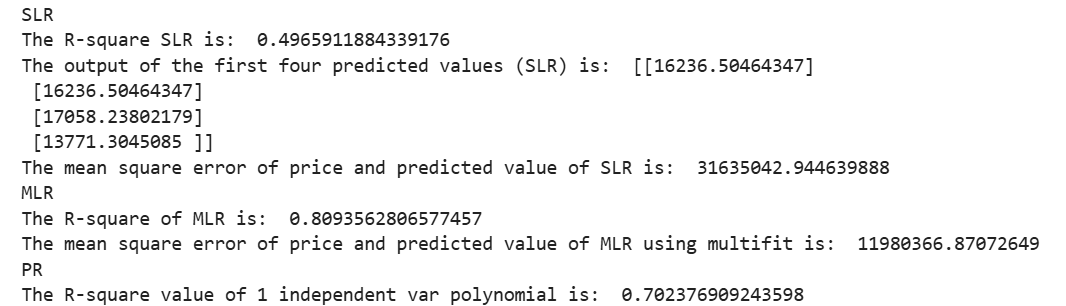 SLR
The R-square SLR is:  0.4965911884339176
The output of the first four predicted values (SLR) is:  [[16236.50464347]
 [16236.50464347]
 [17058.23802179]
 [13771.3045085 ]]
The mean square error of price and predicted value of SLR is:  31635042.944639888
MLR
The R-square of MLR is:  0.8093562806577457
The mean square error of price and predicted value of MLR using multifit is:  11980366.87072649
PR
The R-square value of 1 independent var polynomial is:  0.702376909243598